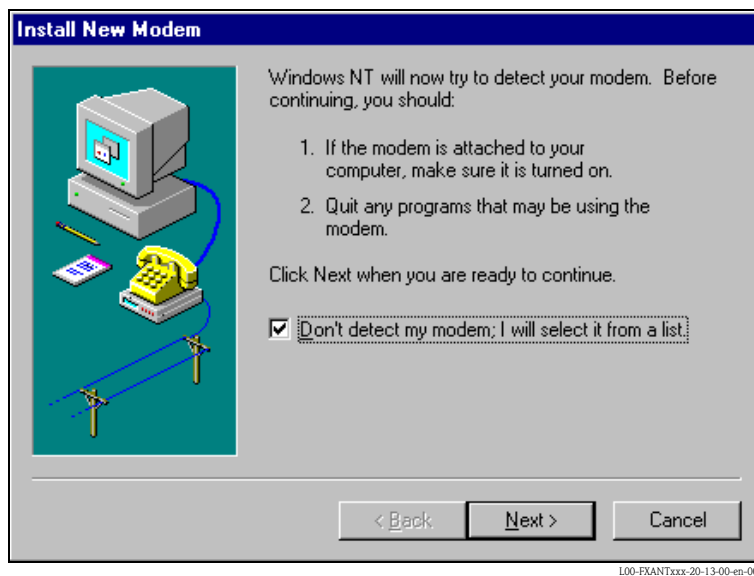 Install New Modem
Windows NT will now try to detect your modem. Before
continuing, you should:
1. If the modem is attached to your
computer, make sure it is turned on.
2. Quit any programs that may be using the
modem.
Click Next when you are ready to continue.
Don't detect my modem; I will select it from a list.
< Back
Next >
Cancel